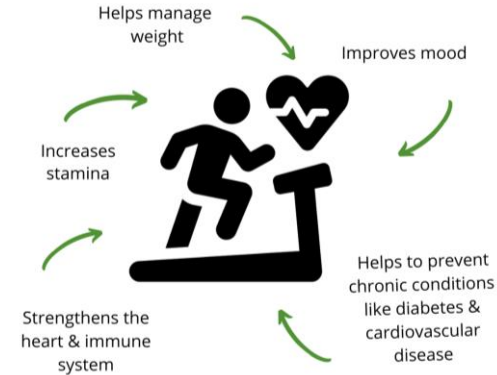 Helps manage
weight
Improves mood
Increases
stamina
Helps to prevent
chronic conditions
like diabetes &
cardiovascular
disease
Strengthens the
heart & immune
system